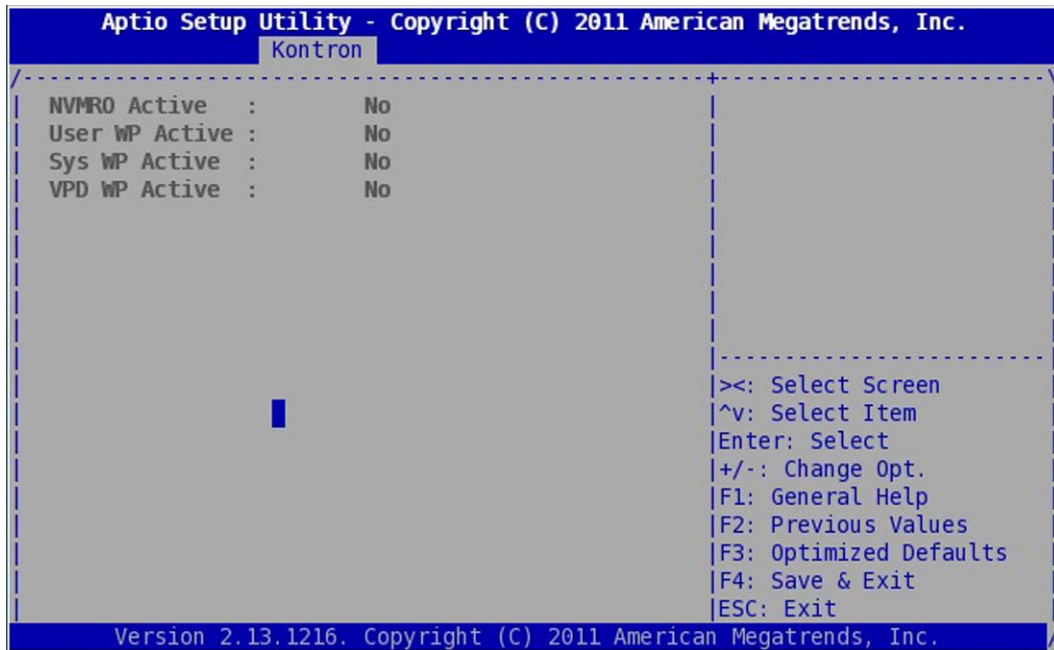 Aptio Setup Utility - Copyright (C) 2011 American Megatrends, Inc.
Kontron
NVMRO Active : No
User WP Active : No
Sys WP Active : No
VPD WP Active : No
><: Select Screen
^v: Select Item
Enter: Select
+/-: Change Opt.
F1: General Help
F2: Previous Values
F3: Optimized Defaults
F4: Save & Exit
ESC: Exit
Version 2.13.1216. Copyright (C) 2011 American Megatrends, Inc.